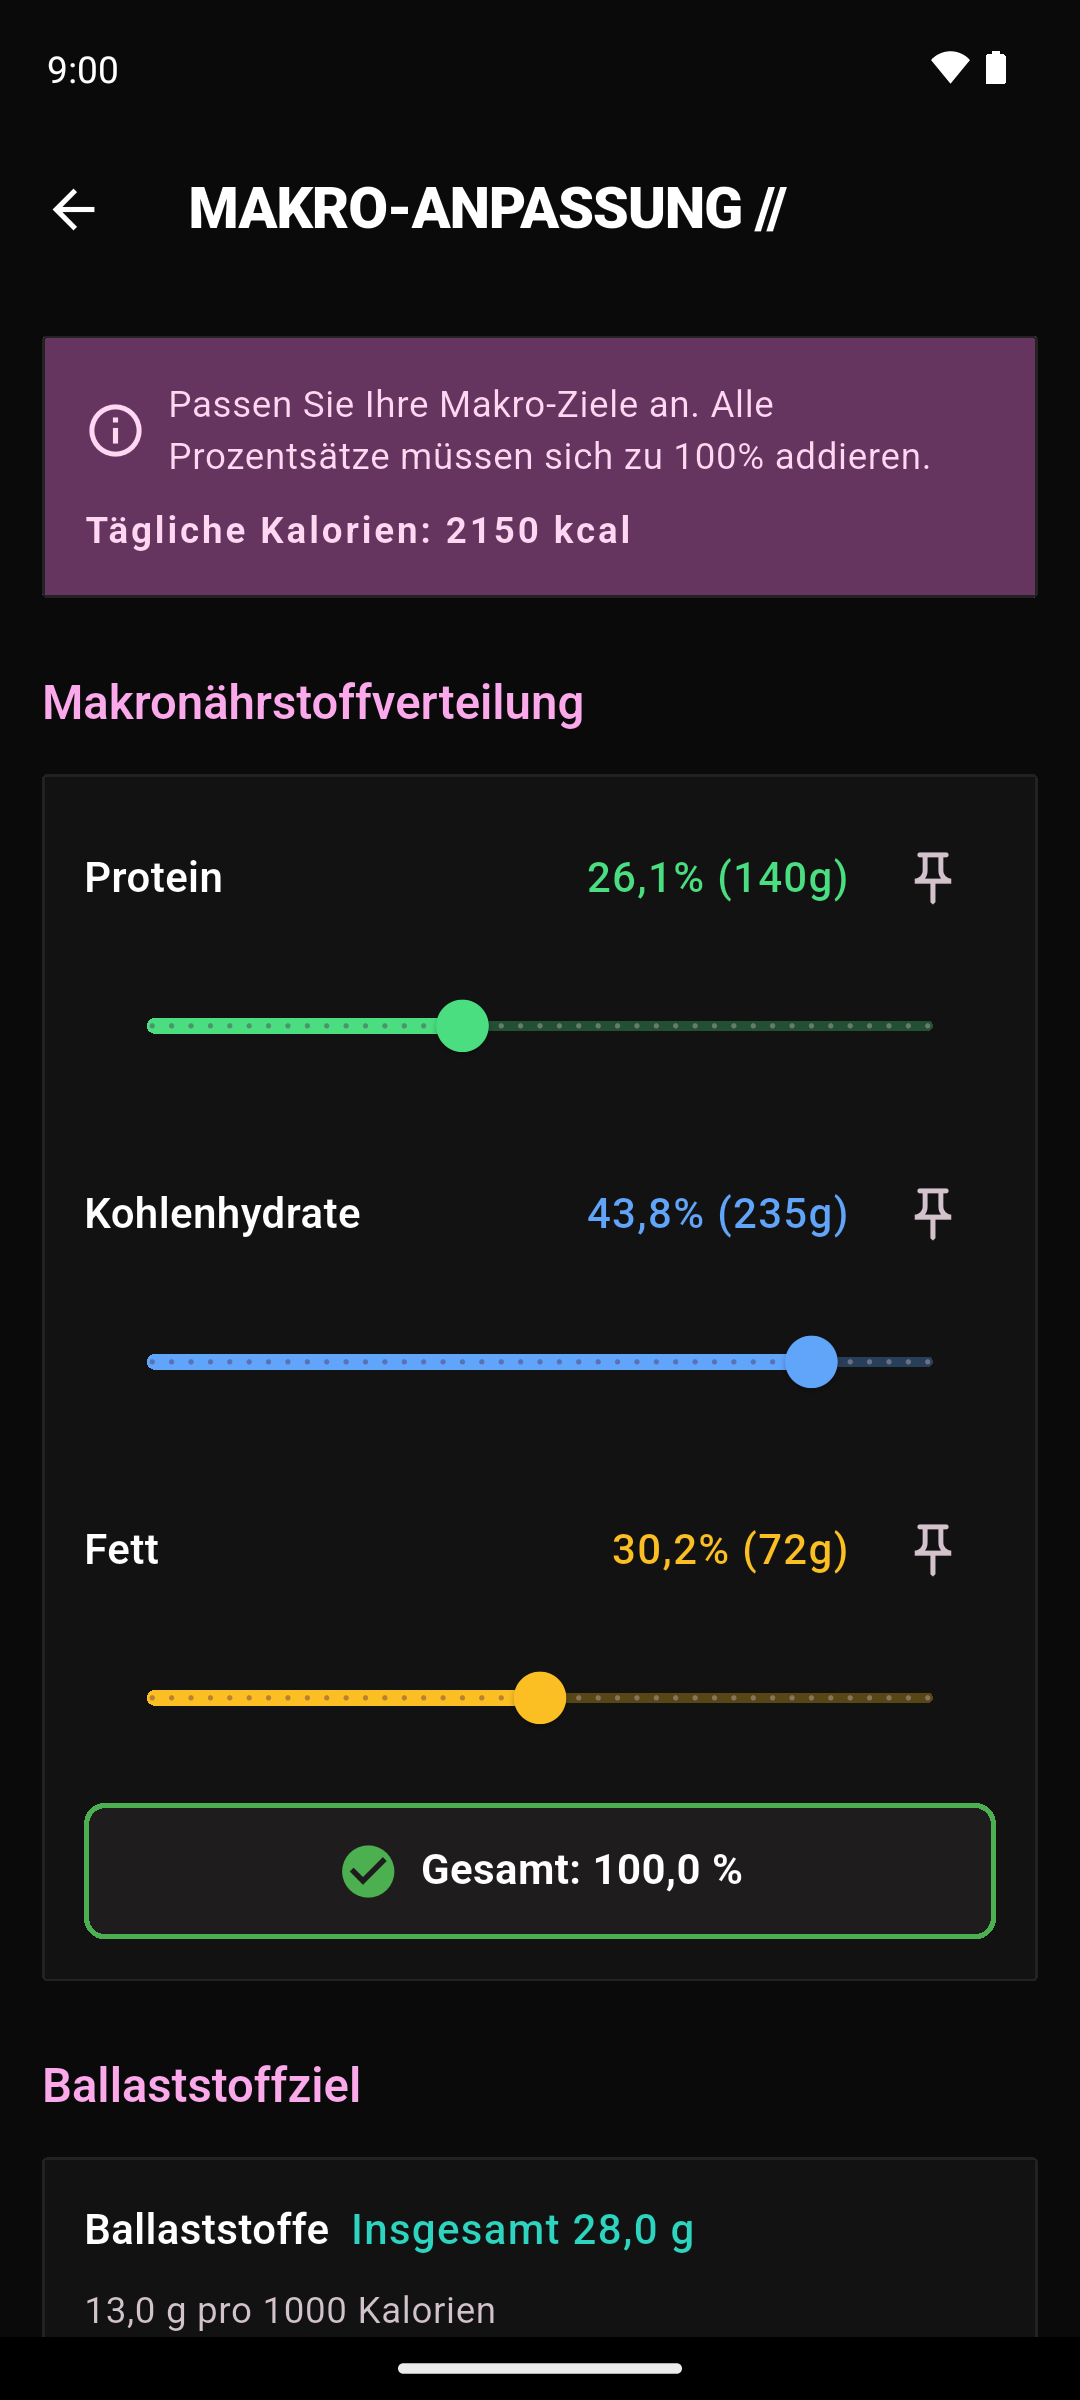 9:00
MAKRO-ANPASSUNG //
Passen Sie Ihre Makro-Ziele an. Alle
Prozentsätze müssen sich zu 100% addieren.
Tägliche Kalorien: 2150 kcal
Makronährstoffverteilung
Protein 26,1% (140g)
Kohlenhydrate 43,8% (235g)
Fett 30,2% (72g)
Gesamt: 100,0 %
Ballaststoffziel
Ballaststoffe Insgesamt 28,0 g
13,0 g pro 1000 Kalorien